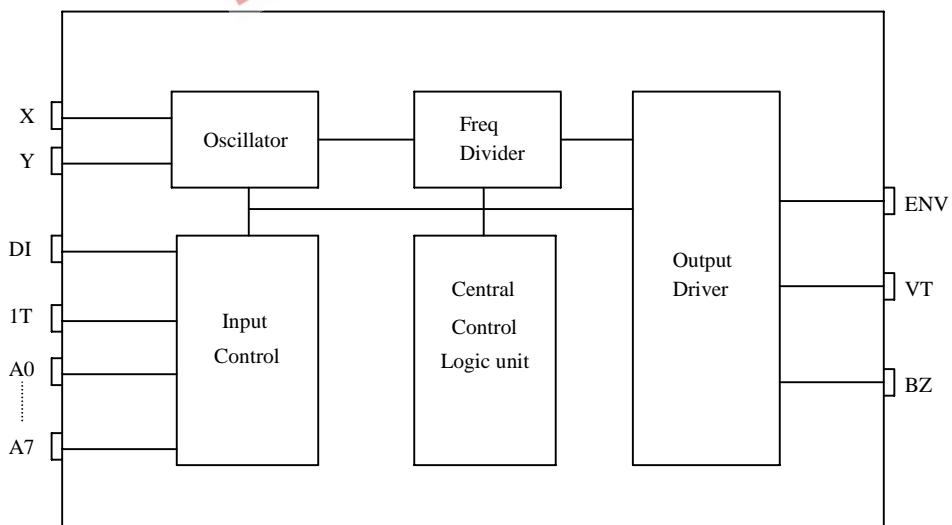 X
Y
DI
1T
A0
A7
Oscillator
Freq
Divider
Input
Control
Central
Control
Logic unit
Output
Driver
ENV
VT
BZ